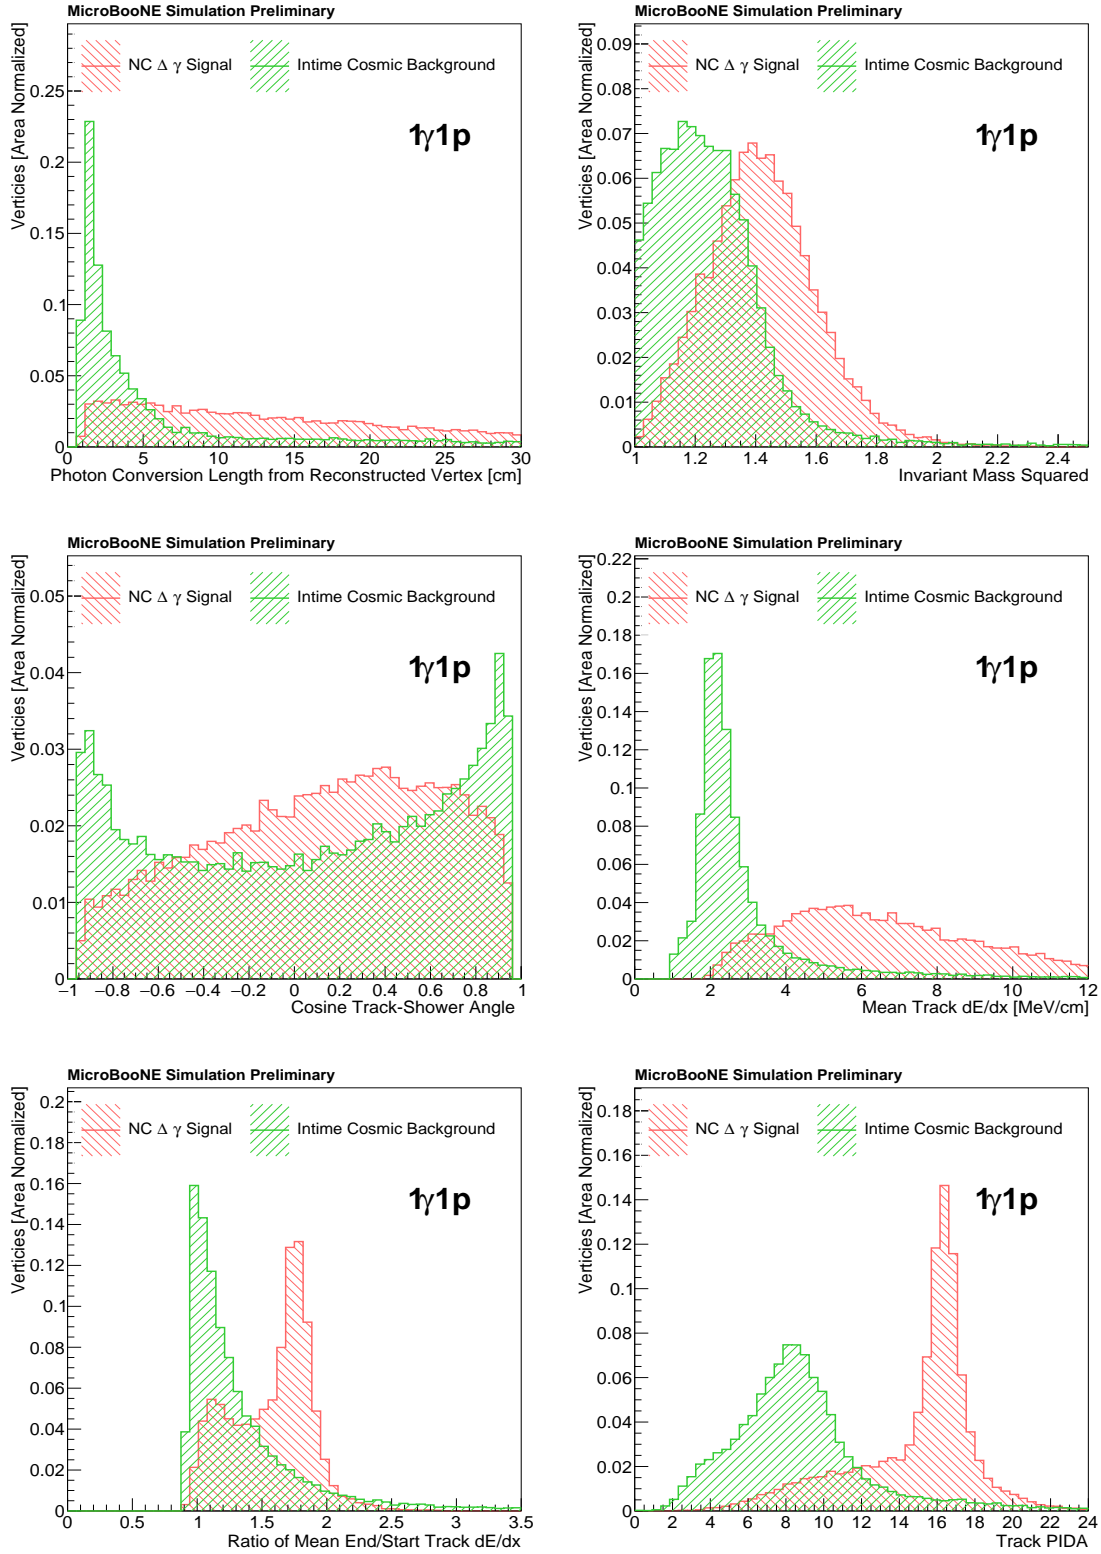 MicroBooNE Simulation Preliminary
Verticies [Area Normalized]
NC Δ γ Signal
Intime Cosmic Background
1γ1p
0.25
0.2
0.15
0.1
0.05
0
0 5 10 15 20 25 30
Photon Conversion Length from Reconstructed Vertex [cm]
MicroBooNE Simulation Preliminary
Verticies [Area Normalized]
NC Δ γ Signal
Intime Cosmic Background
1γ1p
0.09
0.08
0.07
0.06
0.05
0.04
0.03
0.02
0.01
0
1 1.2 1.4 1.6 1.8 2 2.2 2.4
Invariant Mass Squared
MicroBooNE Simulation Preliminary
Verticies [Area Normalized]
NC Δ γ Signal
Intime Cosmic Background
1γ1p
0.05
0.04
0.03
0.02
0.01
0
−1 −0.8 −0.6 −0.4 −0.2 0 0.2 0.4 0.6 0.8 1
Cosine Track-Shower Angle
MicroBooNE Simulation Preliminary
Verticies [Area Normalized]
NC Δ γ Signal
Intime Cosmic Background
1γ1p
0.22
0.2
0.18
0.16
0.14
0.12
0.1
0.08
0.06
0.04
0.02
0
0 2 4 6 8 10 12
Mean Track dE/dx [MeV/cm]
MicroBooNE Simulation Preliminary
Verticies [Area Normalized]
NC Δ γ Signal
Intime Cosmic Background
1γ1p
0.2
0.18
0.16
0.14
0.12
0.1
0.08
0.06
0.04
0.02
0
0 0.5 1 1.5 2 2.5 3 3.5
Ratio of Mean End/Start Track dE/dx
MicroBooNE Simulation Preliminary
Verticies [Area Normalized]
NC Δ γ Signal
Intime Cosmic Background
1γ1p
0.18
0.16
0.14
0.12
0.1
0.08
0.06
0.04
0.02
0
0 2 4 6 8 10 12 14 16 18 20 22 24
Track PIDA